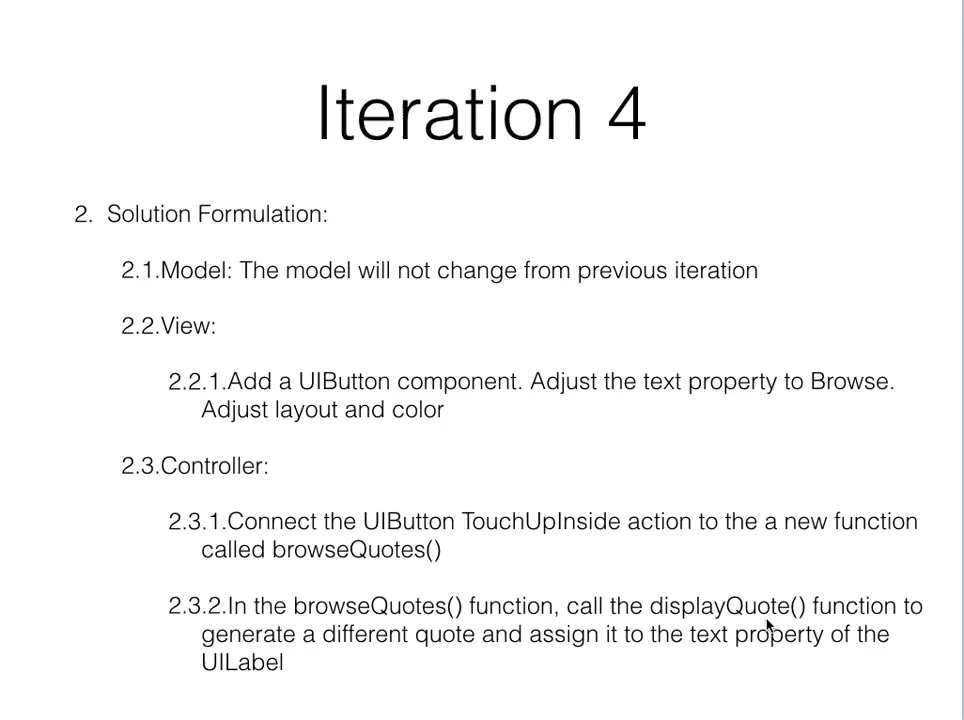 Iteration 4
2. Solution Formulation:
2.1.Model: The model will not change from previous iteration
2.2.View:
2.2.1.Add a UIButton component. Adjust the text property to Browse.
Adjust layout and color
2.3.Controller:
2.3.1.Connect the UIButton TouchUpInside action to the a new function
called browseQuotes()
2.3.2.In the browseQuotes() function, call the displayQuote() function to
generate a different quote and assign it to the text property of the
UILabel